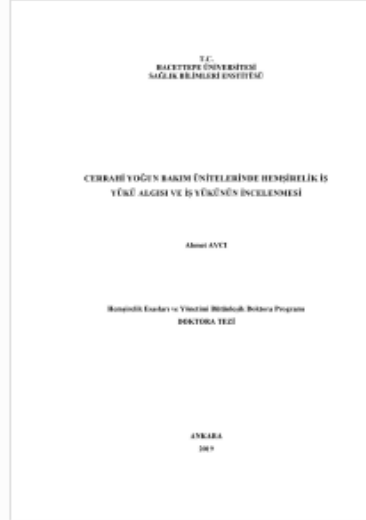 T.C.
HACETTEPE ÜNİVERSİTESİ
SAĞLIK BİLİMLERİ ENSTİTÜSÜ
CERRAHİ YOĞUN BAKIM ÜNİTELERİNDE HEMŞİRELİK İŞ
YÜKÜ ALGISI VE İŞ YÜKÜNÜN İNCELENMESİ
Ahmet AVCI
Hemşirelik Esasları ve Yönetimi Bütünleşik Doktora Programı
DOKTORA TEZİ
ANKARA
2019